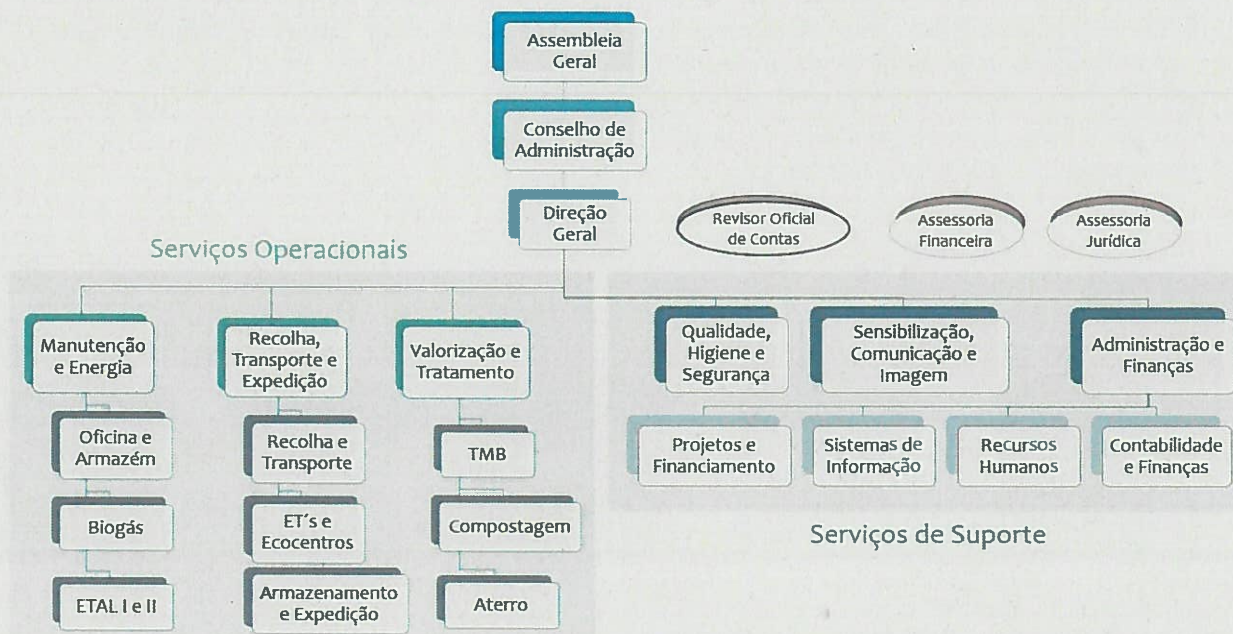 Assembleia
Geral
Conselho de
Administração
Direção
Geral
Revisor Oficial
de Contas
Assessoria
Financeira
Assessoria
Jurídica
Serviços Operacionais
Manutenção
e Energia
Recolha,
Transporte e
Expedição
Valorização e
Tratamento
Qualidade,
Higiene e
Segurança
Sensibilização,
Comunicação e
Imagem
Administração e
Finanças
Oficina e
Armazém
Recolha e
Transporte
TMB
Projetos e
Financiamento
Sistemas de
Informação
Recursos
Humanos
Contabilidade
e Finanças
Biogás
ET´s e
Ecocentros
Compostagem
Serviços de Suporte
ETAL I e II
Armazenamento
e Expedição
Aterro